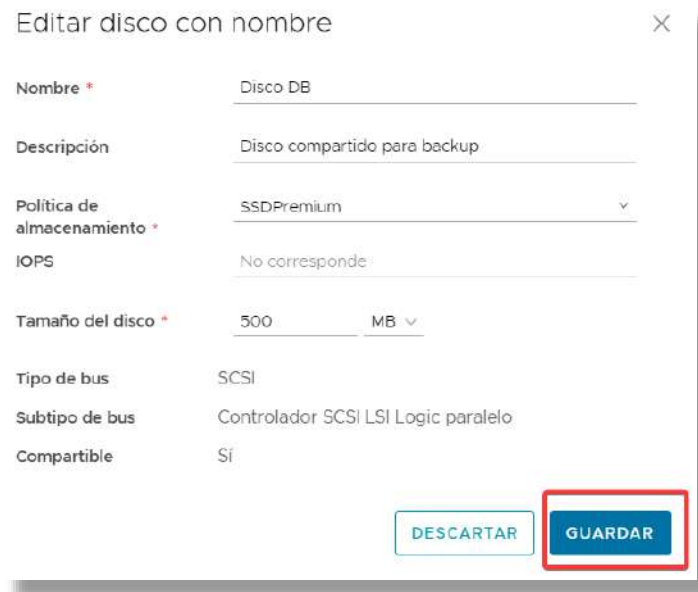 Editar disco con nombre
Nombre * Disco DB
Descripción Disco compartido para backup
Política de
almacenamiento * SSDPremium
IOPS No corresponde
Tamaño del disco * 500 MB
Tipo de bus SCSI
Subtipo de bus Controlador SCSI LSI Logic paralelo
Compartible Sí
DESCARTAR GUARDAR